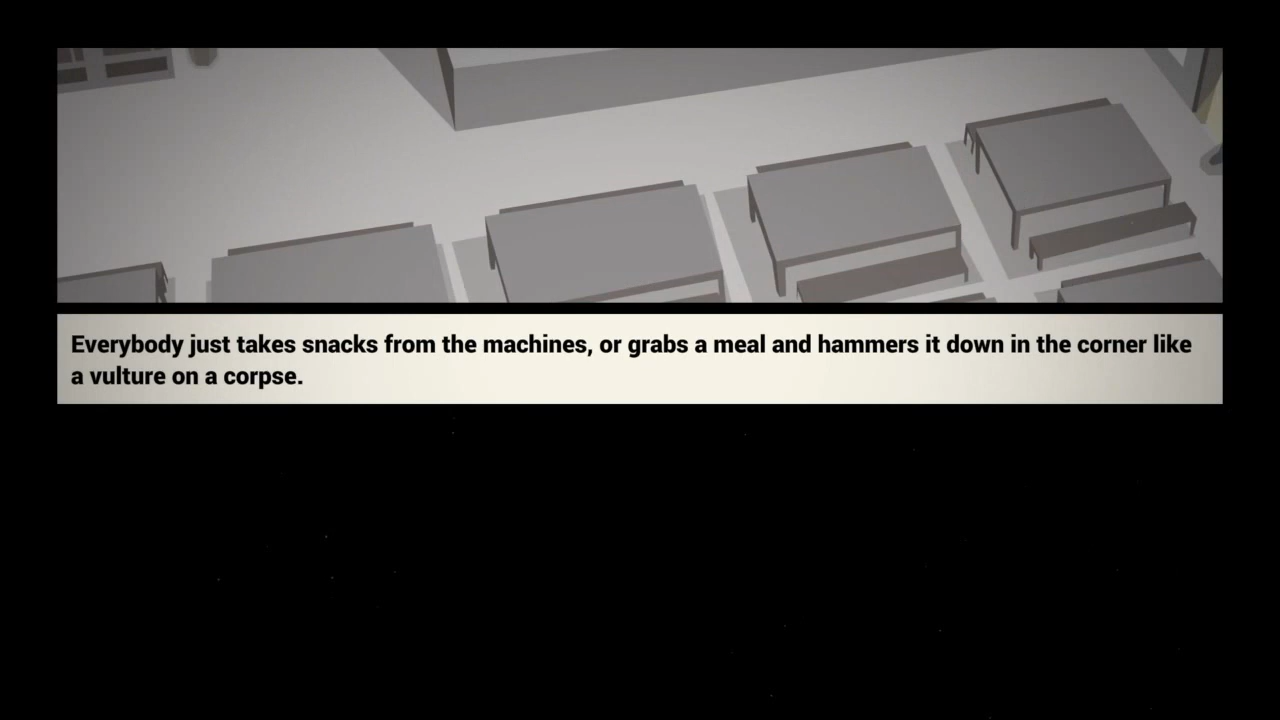 Everybody just takes snacks from the machines, or grabs a meal and hammers it down in the corner like
a vulture on a corpse.